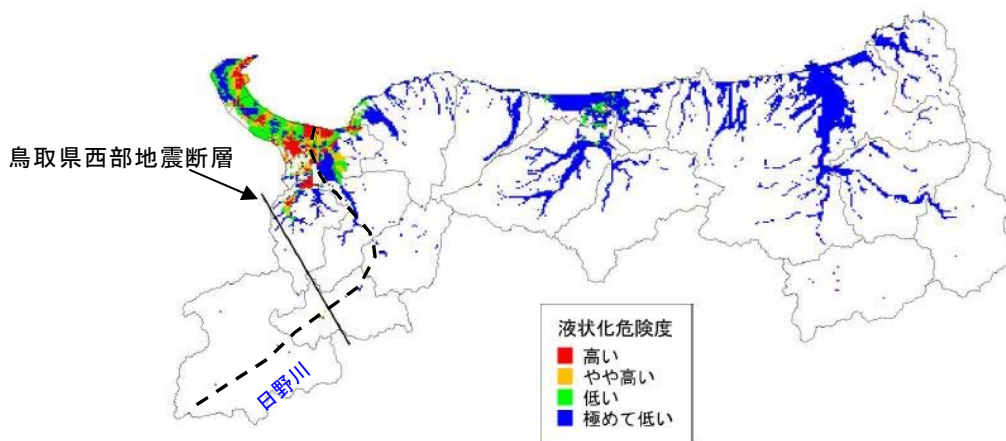 鳥取県西部地震断層
日野川
液状化危険度
高い
やや高い
低い
極めて低い